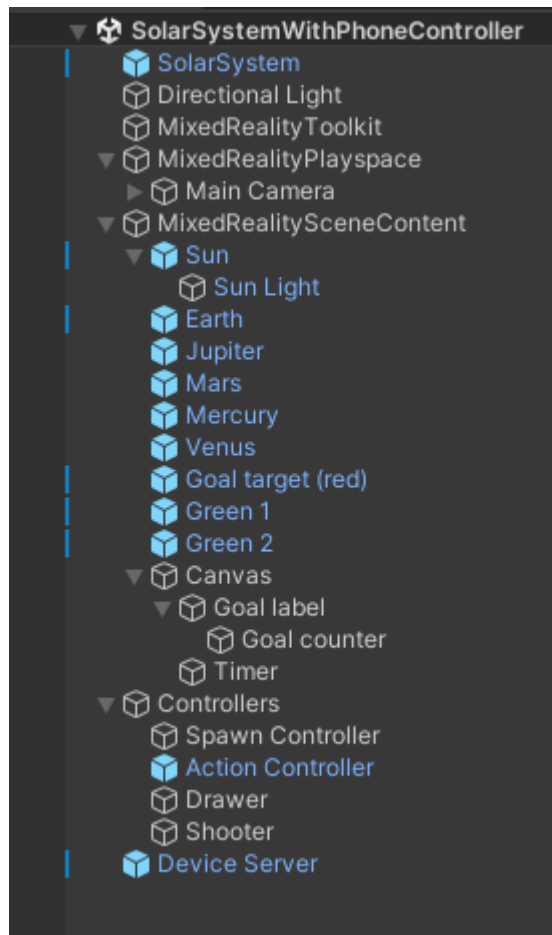 SolarSystemWithPhoneController
SolarSystem
Directional Light
MixedRealityToolkit
MixedRealityPlayspace
Main Camera
MixedRealitySceneContent
Sun
Sun Light
Earth
Jupiter
Mars
Mercury
Venus
Goal target (red)
Green 1
Green 2
Canvas
Goal label
Goal counter
Timer
Controllers
Spawn Controller
Action Controller
Drawer
Shooter
Device Server